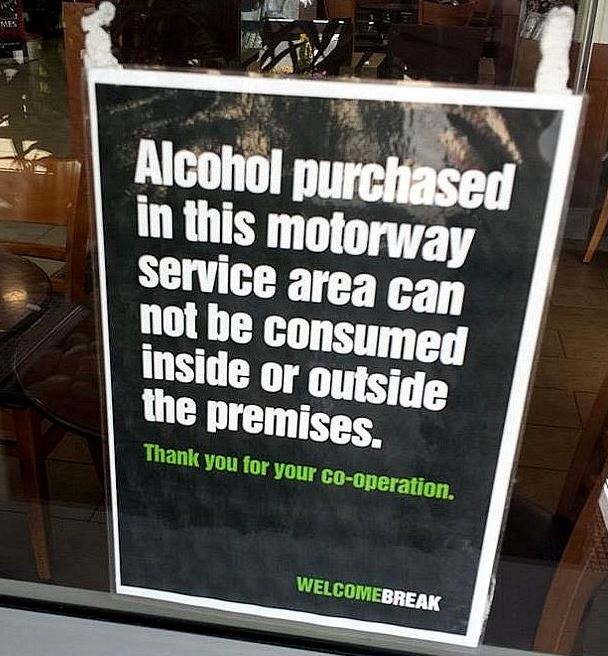 Alcohol purchased
in this motorway
service area can
not be consumed
inside or outside
the premises.
Thank you for your co-operation.
WELCOMEBREAK